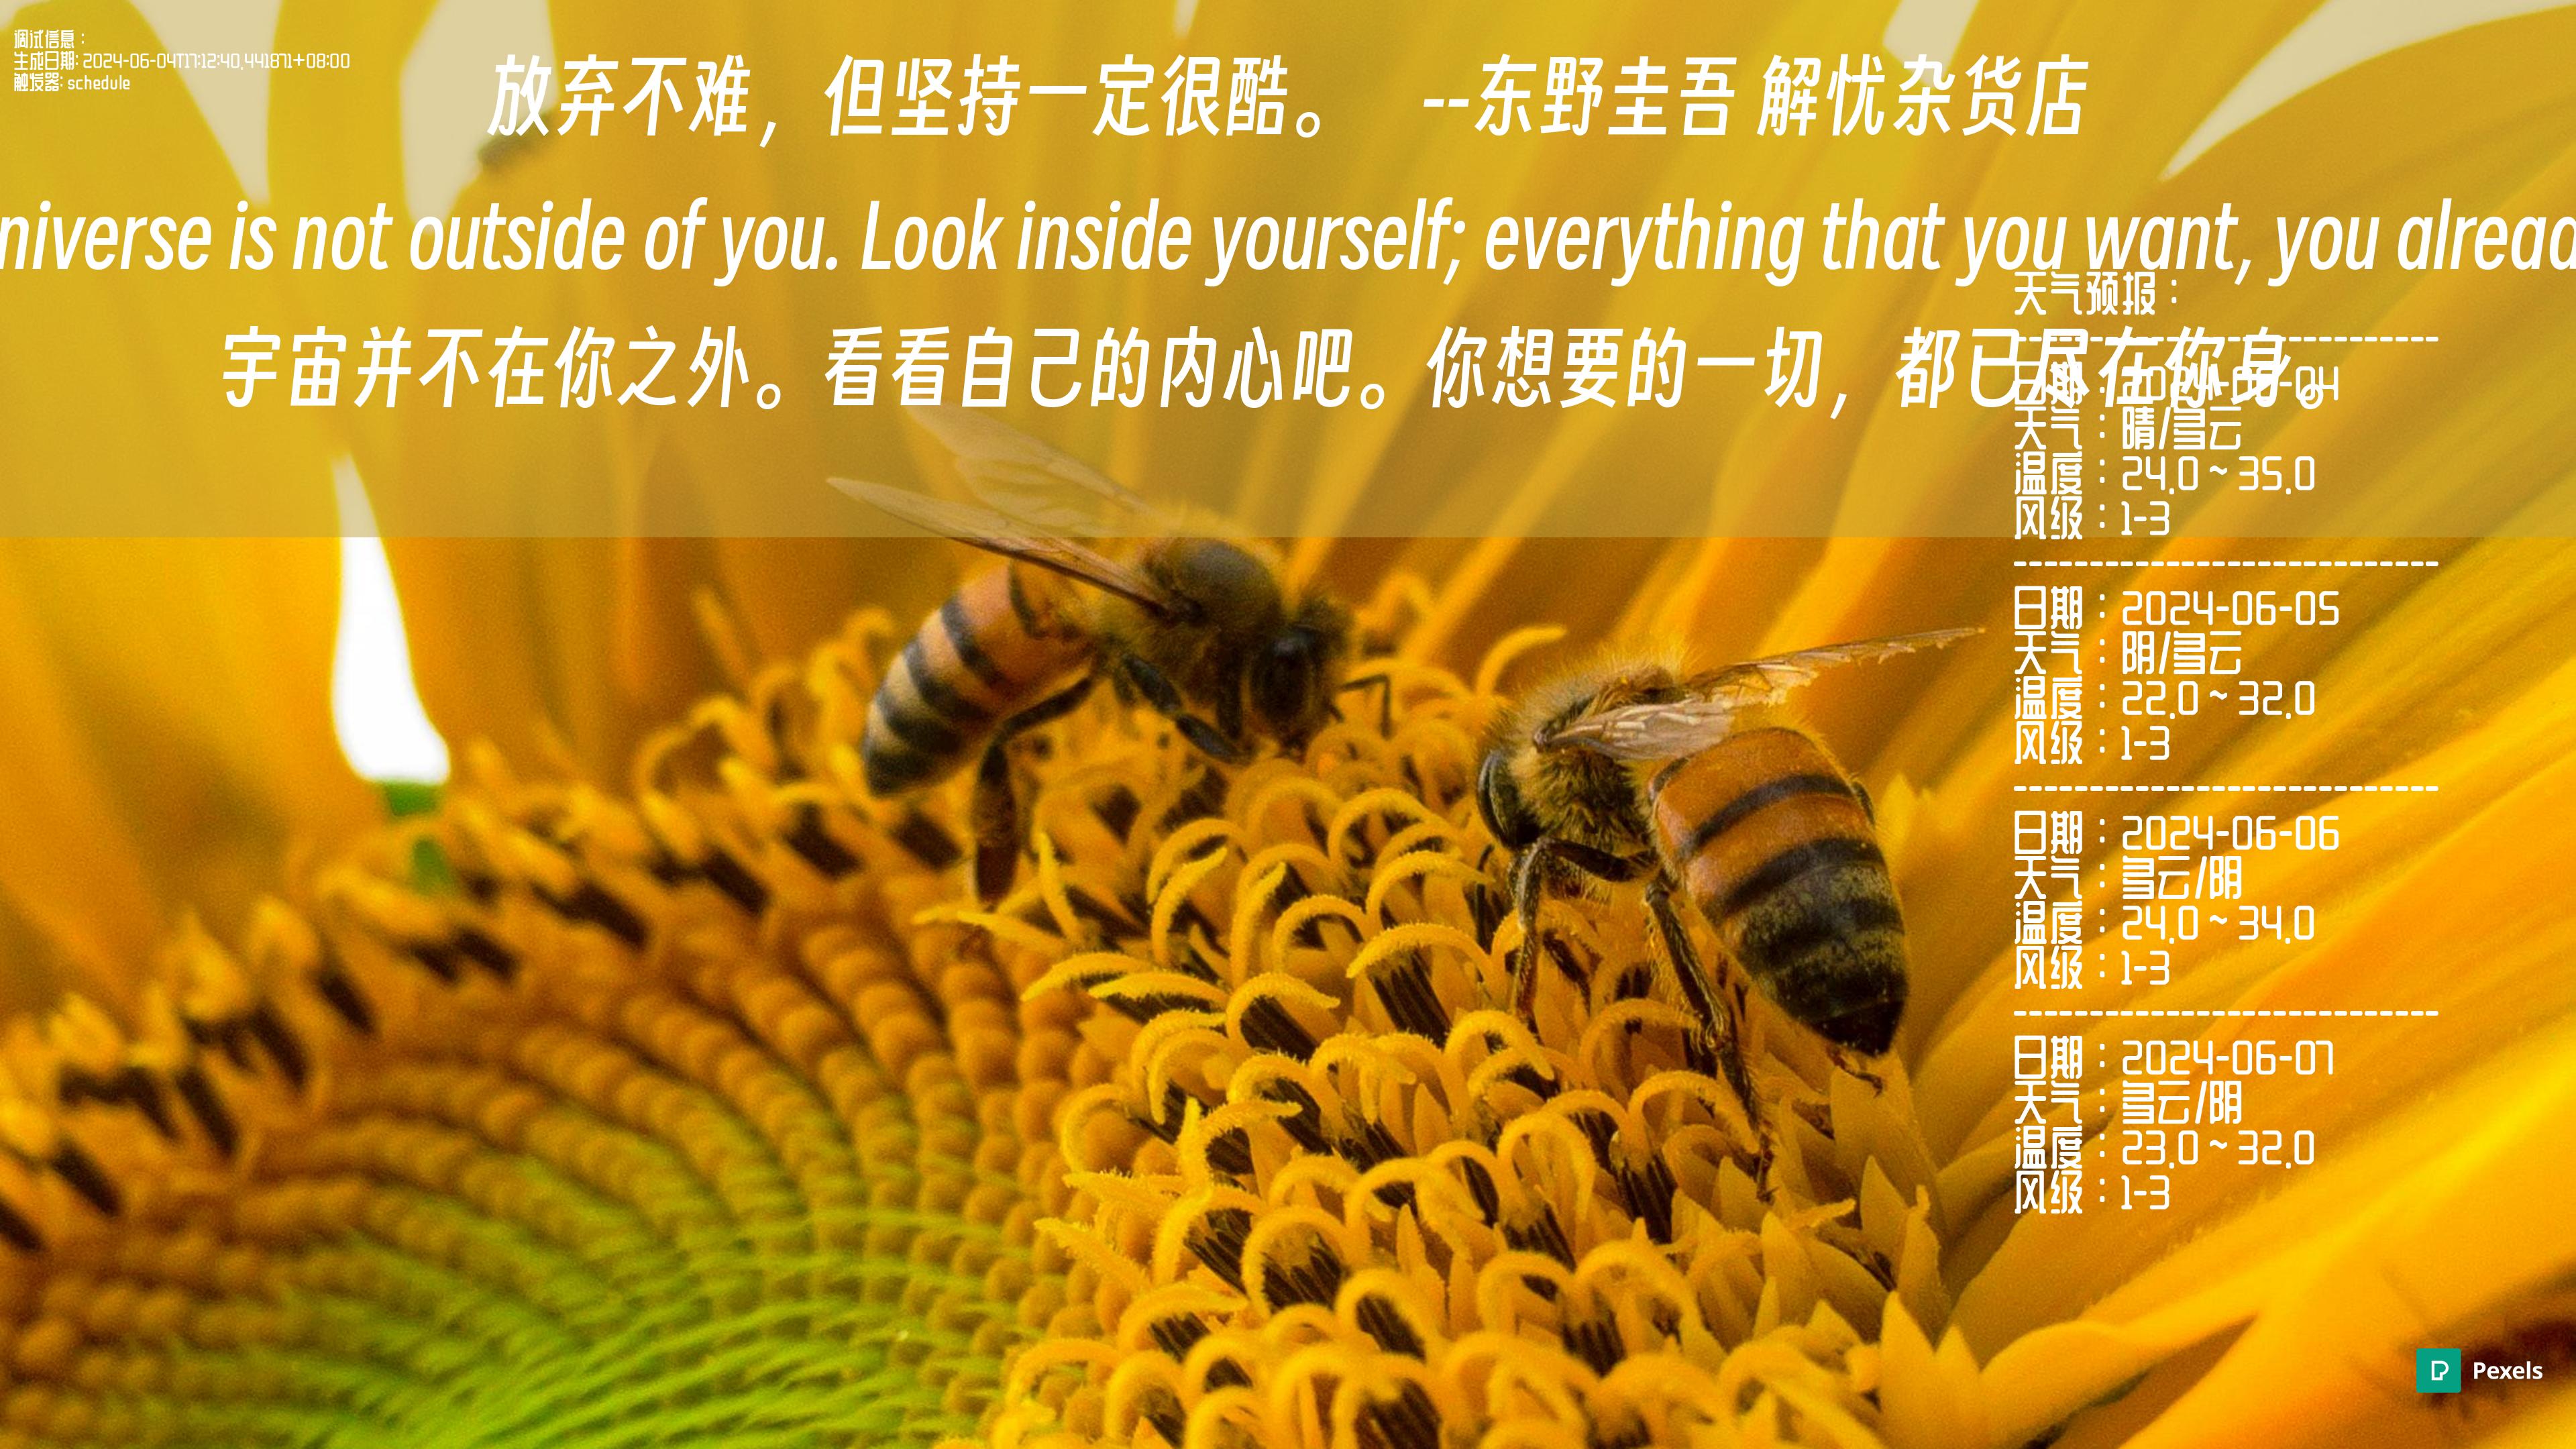 调试信息：
生成日期: 2024-06-04T17:12:40.441871+08:00
触发器: schedule
放弃不难，但坚持一定很酷。 --东野圭吾 解忧杂货店
niverse is not outside of you. Look inside yourself; everything that you want, you alread
宇宙并不在你之外。看看自己的内心吧。你想要的一切，都已尽在你身。
天气预报：
----------------------------
日期：2024-06-04
天气：晴/多云
温度：24.0 ~ 35.0
风级：1-3
----------------------------
日期：2024-06-05
天气：阴/多云
温度：22.0 ~ 32.0
风级：1-3
----------------------------
日期：2024-06-06
天气：多云/阴
温度：24.0 ~ 34.0
风级：1-3
----------------------------
日期：2024-06-07
天气：多云/阴
温度：23.0 ~ 32.0
风级：1-3
Pexels